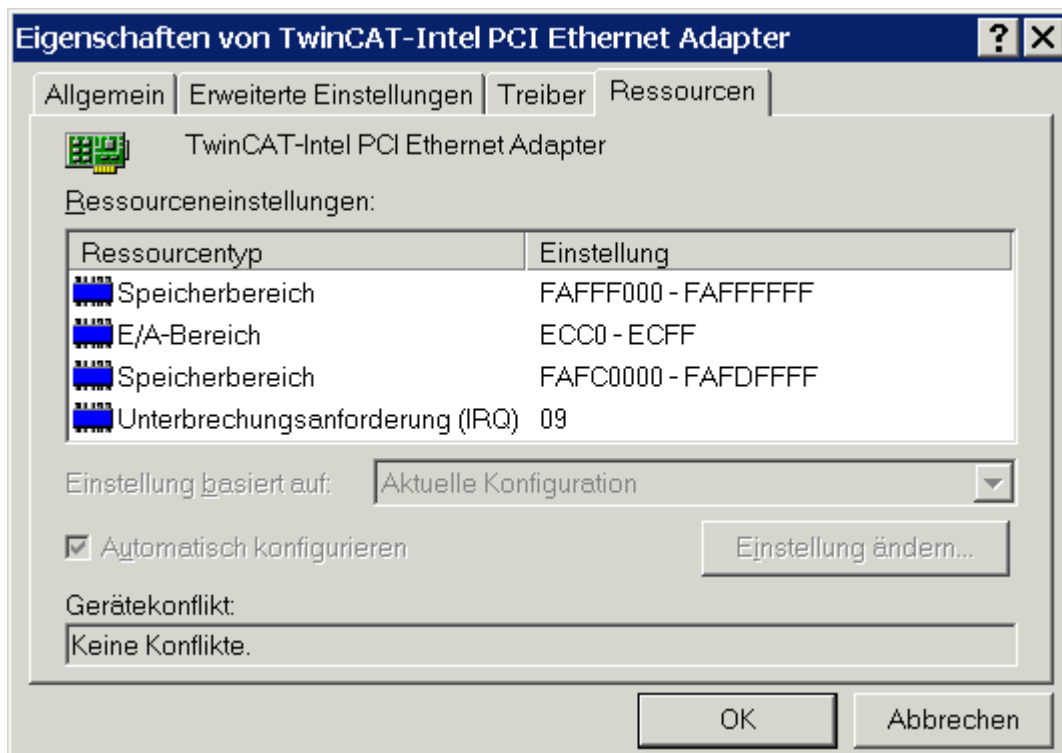 Eigenschaften von TwinCAT-Intel PCI Ethernet Adapter
Allgemein Erweiterte Einstellungen Treiber Ressourcen
TwinCAT-Intel PCI Ethernet Adapter
Ressourceneinstellungen:
Ressourcentyp Einstellung
Speicherbereich FAFFF000 - FAFFFFFF
E/A-Bereich ECC0 - ECFF
Speicherbereich FAFC0000 - FAFDFFFF
Unterbrechungsanforderung (IRQ) 09
Einstellung basiert auf: Aktuelle Konfiguration
Automatisch konfigurieren Einstellung ändern...
Gerätekonflikt:
Keine Konflikte.
OK Abbrechen